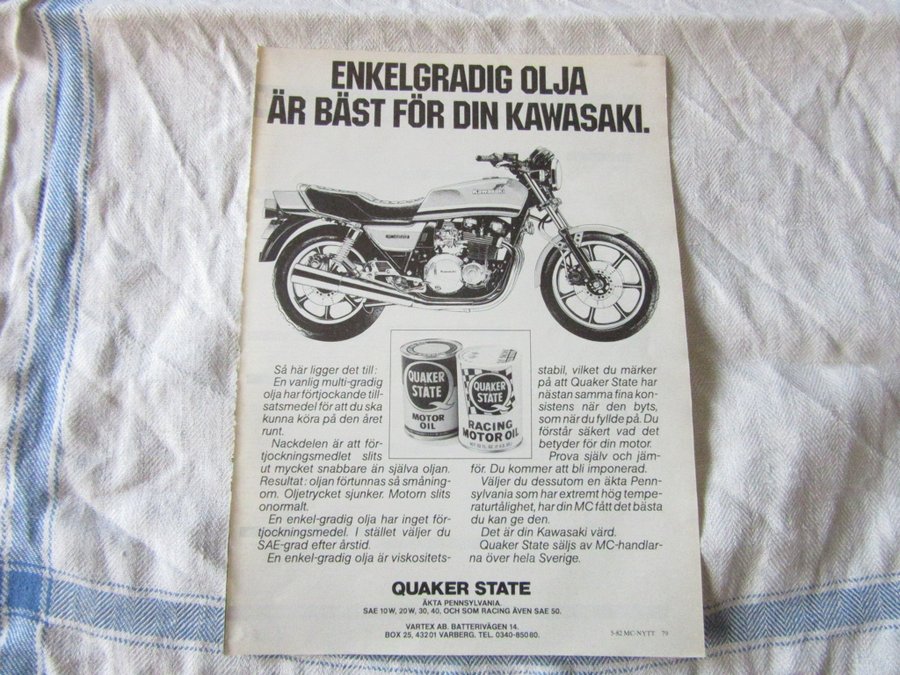 ENKELGRADIG OLJA
ÄR BÄST FÖR DIN KAWASAKI.
Kawasaki
Kawasaki
Så här ligger det till:
En vanlig multi-gradig
olja har förtjockande till-
satsmedel för att du ska
kunna köra på den året
runt.
Nackdelen är att för-
tjockningsmedlet slits
ut mycket snabbare än själva oljan.
Resultat: oljan förtunnas så småning-
om. Oljetrycket sjunker. Motorn slits
onormalt.
En enkel-gradig olja har inget för-
tjockningsmedel. I stället väljer du
SAE-grad efter årstid.
En enkel-gradig olja är viskositets-
QUAKER
STATE
MOTOR
OIL
QUAKER
STATE
RACING
MOTOR OIL
stabil, vilket du märker
på att Quaker State har
nästan samma fina kon-
sistens när den byts,
som när du fyllde på. Du
förstår säkert vad det
betyder för din motor.
Prova själv och jäm-
för. Du kommer att bli imponerad.
Väljer du dessutom en äkta Penn-
sylvania som har extremt hög tempe-
raturtålighet, har din MC fått det bästa
du kan ge den.
Det är din Kawasaki värd.
Quaker State säljs av MC-handlar-
na över hela Sverige.
QUAKER STATE
ÄKTA PENNSYLVANIA.
SAE 10 W, 20 W, 30, 40, OCH SOM RACING ÄVEN SAE 50.
VARTEX AB. BATTERIVÄGEN 14.
BOX 25, 432 01 VARBERG. TEL. 0340-850 80.
5-82 MC-NYTT 79